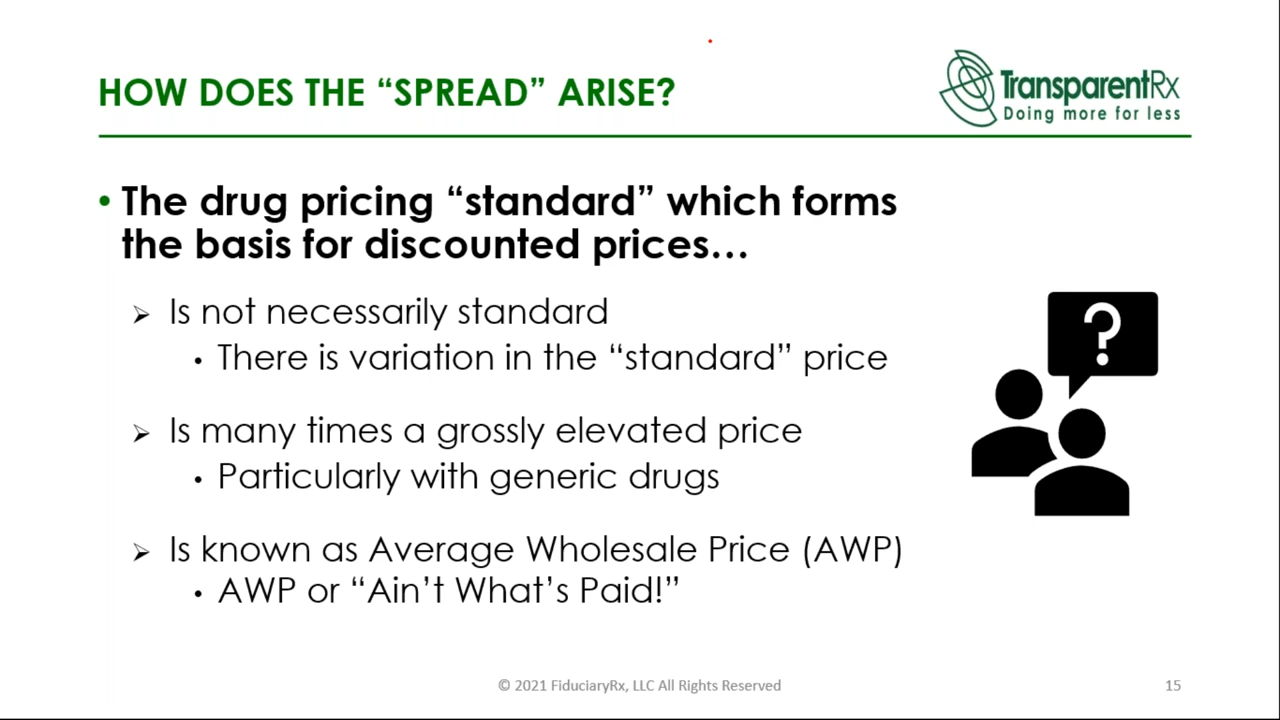 HOW DOES THE “SPREAD” ARISE?
TransparentRx
Doing more for less
• The drug pricing “standard” which forms
the basis for discounted prices…
➢ Is not necessarily standard
• There is variation in the “standard” price
➢ Is many times a grossly elevated price
• Particularly with generic drugs
➢ Is known as Average Wholesale Price (AWP)
• AWP or “Ain’t What’s Paid!”
?
© 2021 FiduciaryRx, LLC All Rights Reserved
15